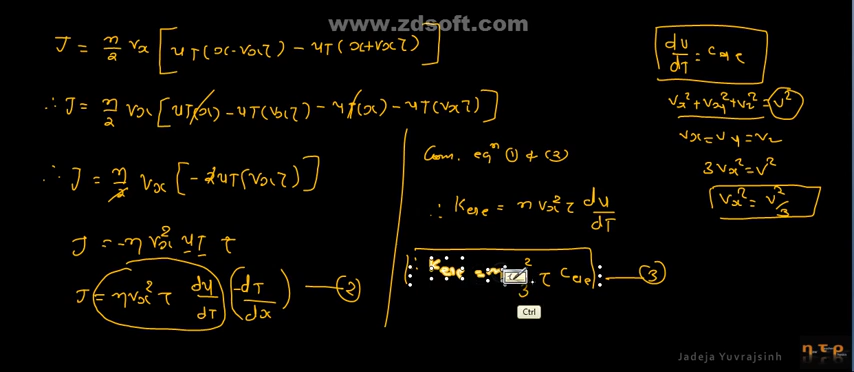 www.zdsoft.com
J = n/2 vx [ uT(x-vxτ) - uT(x+vxτ) ]
∴ J = n/2 vx [ uT(x) - uT(vxτ) - uT(x) - uT(vxτ) ]
∴ J = n/2 vx [ -2uT(vxτ) ]
J = -n vx² uT τ
J = nvx² τ du/dT (-dT/dx) — ②
Com. eqⁿ ① & (3)
∴ Kele = n vx² τ du/dT
∴ Kele = 2/3 τ Cele — ③
Ctrl
du/dT = Cele
vx² + vy² + vz² = v²
vx = vy = vz
3vx² = v²
vx² = v²/3
Jadeja Yuvrajsinh